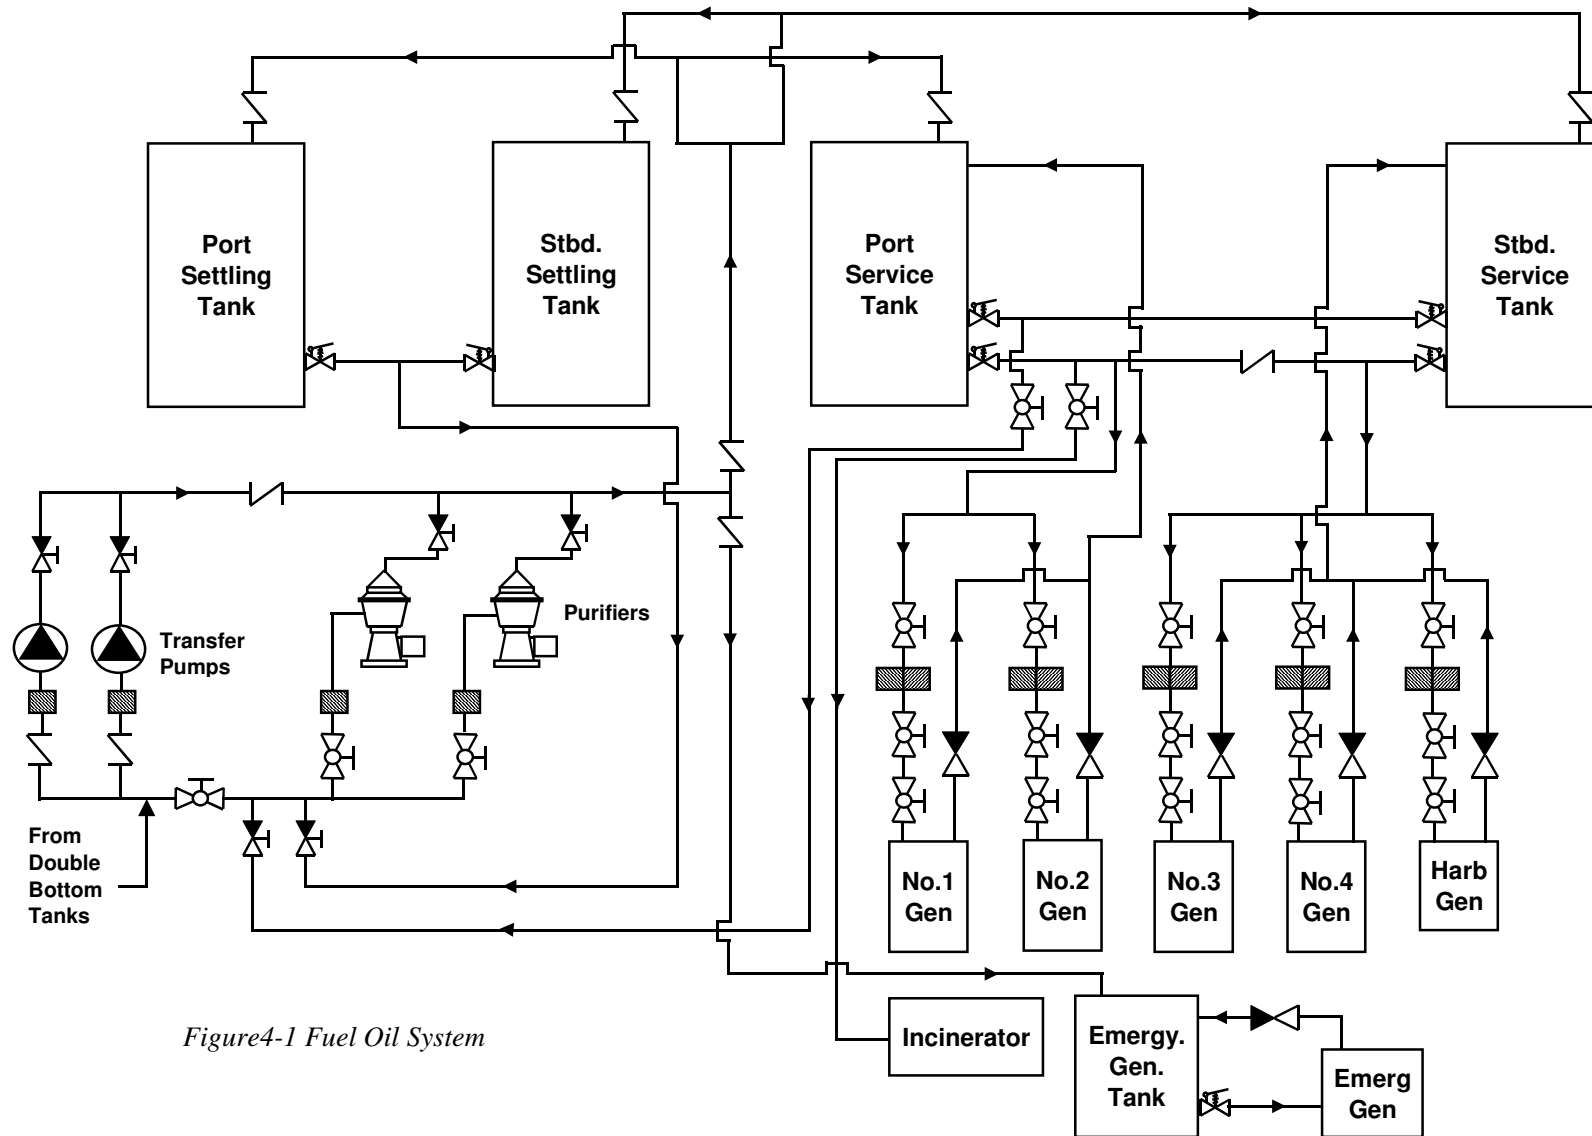 Port
Settling
Tank
Stbd.
Settling
Tank
Port
Service
Tank
Stbd.
Service
Tank
Purifiers
Transfer
Pumps
From
Double
Bottom
Tanks
No.1
Gen
No.2
Gen
No.3
Gen
No.4
Gen
Harb
Gen
Figure4-1 Fuel Oil System
Incinerator
Emergy.
Gen.
Tank
Emerg
Gen